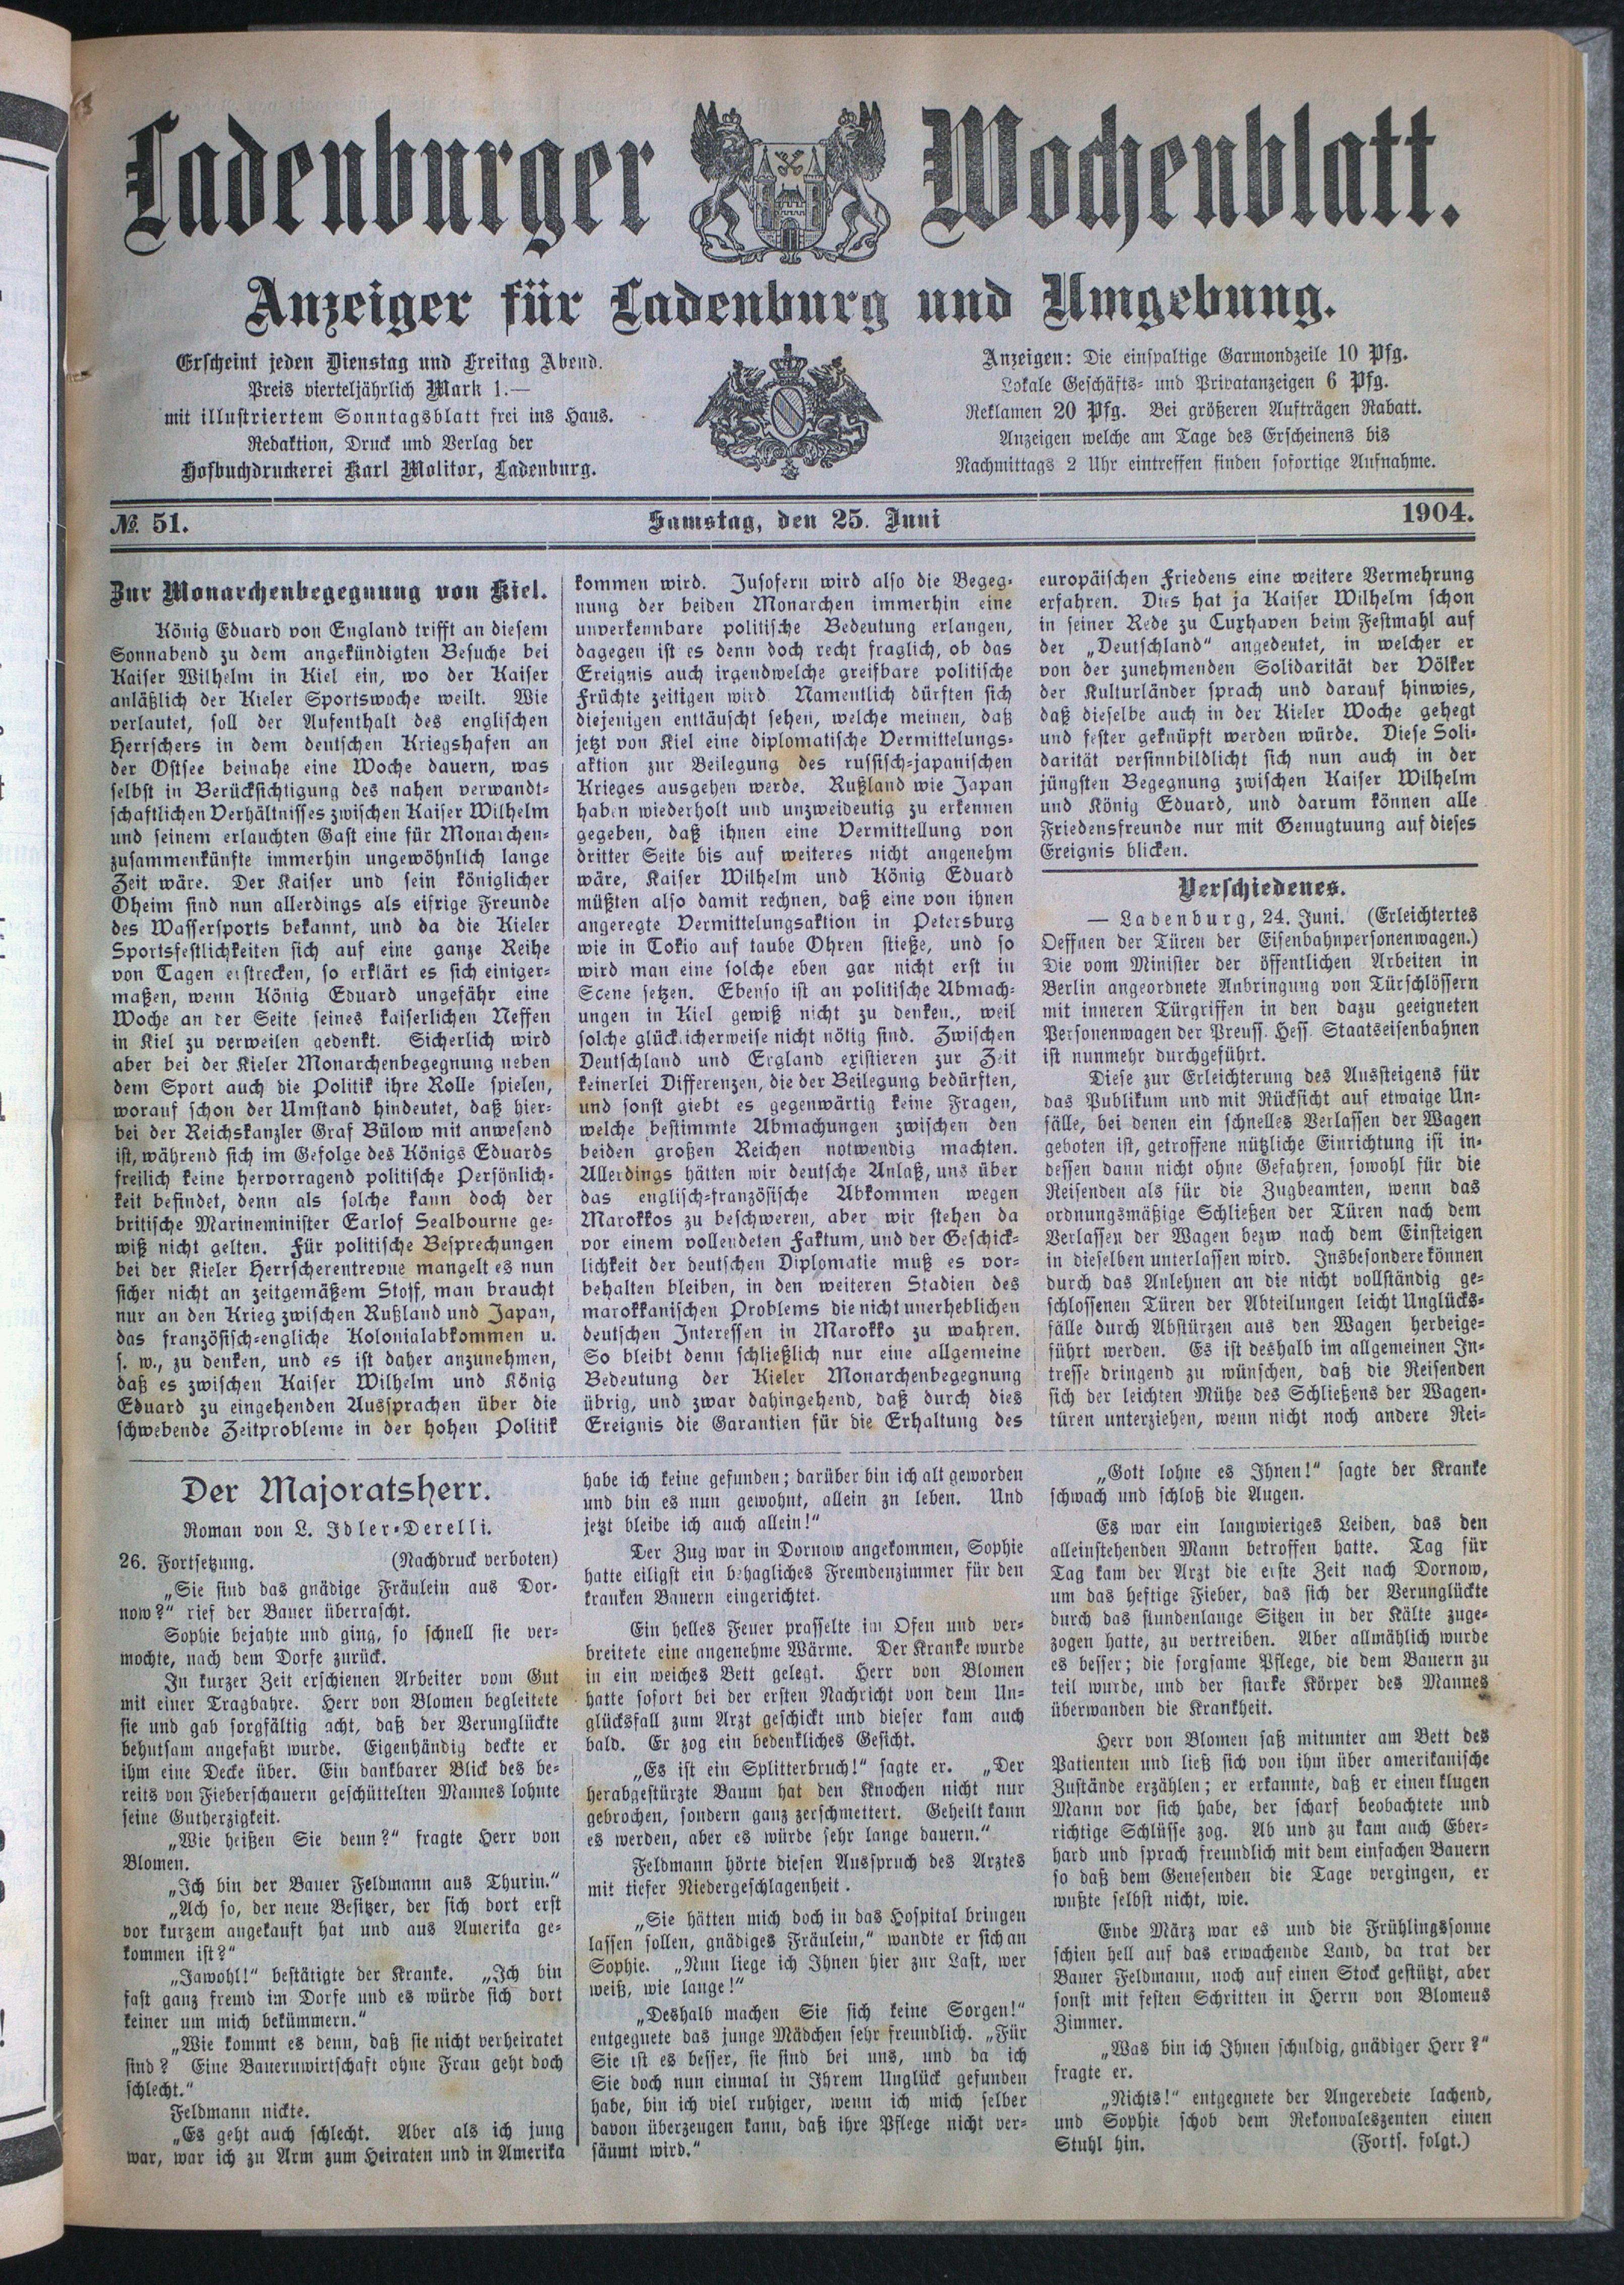 Ladenburger Wochenblatt.
Anzeiger für Ladenburg und Umgebung.
Erscheint jeden Dienstag und Freitag Abend.
Preis vierteljährlich Mark 1.—
mit illustriertem Sonntagsblatt frei ins Haus.
Redaktion, Druck und Verlag der
Hofbuchdruckerei Karl Molitor, Ladenburg.
Anzeigen: Die einspaltige Garmondzeile 10 Pfg.
Lokale Geschäfts- und Privatanzeigen 6 Pfg.
Reklamen 20 Pfg. Bei größeren Aufträgen Rabatt.
Anzeigen welche am Tage des Erscheinens bis
Nachmittags 2 Uhr eintreffen finden sofortige Aufnahme.
№ 51.
Samstag, den 25. Juni
1904.
Zur Monarchenbegegnung von Kiel.
König Eduard von England trifft an diesem
Sonnabend zu dem angekündigten Besuche bei
Kaiser Wilhelm in Kiel ein, wo der Kaiser
anläßlich der Kieler Sportswoche weilt. Wie
verlautet, soll der Aufenthalt des englischen
Herrschers in dem deutschen Kriegshafen an
der Ostsee beinahe eine Woche dauern, was
selbst in Berücksichtigung des nahen verwandt-
schaftlichen Verhältnisses zwischen Kaiser Wilhelm
und seinem erlauchten Gast eine für Monarchen-
zusammenkünfte immerhin ungewöhnlich lange
Zeit wäre. Der Kaiser und sein königlicher
Oheim sind nun allerdings als eifrige Freunde
des Wassersports bekannt, und da die Kieler
Sportsfestlichkeiten sich auf eine ganze Reihe
von Tagen erstrecken, so erklärt es sich einiger-
maßen, wenn König Eduard ungefähr eine
Woche an der Seite seines kaiserlichen Neffen
in Kiel zu verweilen gedenkt. Sicherlich wird
aber bei der Kieler Monarchenbegegnung neben
dem Sport auch die Politik ihre Rolle spielen,
worauf schon der Umstand hindeutet, daß hier-
bei der Reichskanzler Graf Bülow mit anwesend
ist, während sich im Gefolge des Königs Eduards
freilich keine hervorragend politische Persönlich-
keit befindet, denn als solche kann doch der
britische Marineminister Earlof Sealbourne ge-
wiß nicht gelten. Für politische Besprechungen
bei der Kieler Herrscherentrevue mangelt es nun
sicher nicht an zeitgemäßem Stoff, man braucht
nur an den Krieg zwischen Rußland und Japan,
das französisch-engliche Kolonialabkommen u.
s. w., zu denken, und es ist daher anzunehmen,
daß es zwischen Kaiser Wilhelm und König
Eduard zu eingehenden Aussprachen über die
schwebende Zeitprobleme in der hohen Politik
kommen wird. Insofern wird also die Begeg-
nung der beiden Monarchen immerhin eine
unverkennbare politische Bedeutung erlangen,
dagegen ist es denn doch recht fraglich, ob das
Ereignis auch irgendwelche greifbare politische
Früchte zeitigen wird. Namentlich dürften sich
diejenigen enttäuscht sehen, welche meinen, daß
jetzt von Kiel eine diplomatische Vermittelungs-
aktion zur Beilegung des russisch-japanischen
Krieges ausgehen werde. Rußland wie Japan
haben wiederholt und unzweideutig zu erkennen
gegeben, daß ihnen eine Vermittellung von
dritter Seite bis auf weiteres nicht angenehm
wäre, Kaiser Wilhelm und König Eduard
müßten also damit rechnen, daß eine von ihnen
angeregte Vermittelungsaktion in Petersburg
wie in Tokio auf taube Ohren stieße, und so
wird man eine solche eben gar nicht erst in
Scene setzen. Ebenso ist an politische Abmach-
ungen in Kiel gewiß nicht zu denken., weil
solche glücklicherweise nicht nötig sind. Zwischen
Deutschland und Ergland existieren zur Zeit
keinerlei Differenzen, die der Beilegung bedürften,
und sonst giebt es gegenwärtig keine Fragen,
welche bestimmte Abmachungen zwischen den
beiden großen Reichen notwendig machten.
Allerdings hätten wir deutsche Anlaß, uns über
das englisch-französische Abkommen wegen
Marokkos zu beschweren, aber wir stehen da
vor einem vollendeten Faktum, und der Geschick-
lichkeit der deutschen Diplomatie muß es vor-
behalten bleiben, in den weiteren Stadien des
marokkanischen Problems die nicht unerheblichen
deutschen Interessen in Marokko zu wahren.
So bleibt denn schließlich nur eine allgemeine
Bedeutung der Kieler Monarchenbegegnung
übrig, und zwar dahingehend, daß durch dies
Ereignis die Garantien für die Erhaltung des
europäischen Friedens eine weitere Vermehrung
erfahren. Dies hat ja Kaiser Wilhelm schon
in seiner Rede zu Cuxhaven beim Festmahl auf
der „Deutschland“ angedeutet, in welcher er
von der zunehmenden Solidarität der Völker
der Kulturländer sprach und darauf hinwies,
daß dieselbe auch in der Kieler Woche gehegt
und fester geknüpft werden würde. Diese Soli-
darität versinnbildlicht sich nun auch in der
jüngsten Begegnung zwischen Kaiser Wilhelm
und König Eduard, und darum können alle
Friedensfreunde nur mit Genugtuung auf dieses
Ereignis blicken.
Verschiedenes.
— Ladenburg, 24. Juni. (Erleichtertes
Oeffnen der Türen der Eisenbahnpersonenwagen.)
Die vom Minister der öffentlichen Arbeiten in
Berlin angeordnete Anbringung von Türschlössern
mit inneren Türgriffen in den dazu geeigneten
Personenwagen der Preuss. Hess. Staatseisenbahnen
ist nunmehr durchgeführt.
Diese zur Erleichterung des Aussteigens für
das Publikum und mit Rücksicht auf etwaige Un-
fälle, bei denen ein schnelles Verlassen der Wagen
geboten ist, getroffene nützliche Einrichtung isi in-
dessen dann nicht ohne Gefahren, sowohl für die
Reisenden als für die Zugbeamten, wenn das
ordnungsmäßige Schließen der Türen nach dem
Verlassen der Wagen bezw. nach dem Einsteigen
in dieselben unterlassen wird. Insbesondere können
durch das Anlehnen an die nicht vollständig ge-
schlossenen Türen der Abteilungen leicht Unglücks-
fälle durch Abstürzen aus den Wagen herbeige-
führt werden. Es ist deshalb im allgemeinen In-
tresse dringend zu wünschen, daß die Reisenden
sich der leichten Mühe des Schließens der Wagen-
türen unterziehen, wenn nicht noch andere Rei-
Der Majoratsherr.
Roman von L. Idler-Derelli.
26. Fortsetzung. (Nachdruck verboten)
„Sie sind das gnädige Fräulein aus Dor-
now?“ rief der Bauer überrascht.
Sophie bejahte und ging, so schnell sie ver-
mochte, nach dem Dorfe zurück.
In kurzer Zeit erschienen Arbeiter vom Gut
mit einer Tragbahre. Herr von Blomen begleitete
sie und gab sorgfältig acht, daß der Verunglückte
behutsam angefaßt wurde. Eigenhändig deckte er
ihm eine Decke über. Ein dankbarer Blick des be-
reits von Fieberschauern geschüttelten Mannes lohnte
seine Gutherzigkeit.
„Wie heißen Sie denn?“ fragte Herr von
Blomen.
„Ich bin der Bauer Feldmann aus Thurin.“
„Ach so, der neue Besitzer, der sich dort erst
vor kurzem angekauft hat und aus Amerika ge-
kommen ist?“
„Jawohl!“ bestätigte der Kranke. „Ich bin
fast ganz fremd im Dorfe und es würde sich dort
keiner um mich bekümmern.“
„Wie kommt es denn, daß sie nicht verheiratet
sind? Eine Bauernwirtschaft ohne Frau geht doch
schlecht.“
Feldmann nickte.
„Es geht auch schlecht. Aber als ich jung
war, war ich zu Arm zum Heiraten und in Amerika
habe ich keine gefunden; darüber bin ich alt geworden
und bin es nun gewohnt, allein zu leben. Und
jetzt bleibe ich auch allein!“
Der Zug war in Dornow angekommen, Sophie
hatte eiligst ein behagliches Fremdenzimmer für den
kranken Bauern eingerichtet.
Ein helles Feuer prasselte im Ofen und ver-
breitete eine angenehme Wärme. Der Kranke wurde
in ein weiches Bett gelegt. Herr von Blomen
hatte sofort bei der ersten Nachricht von dem Un-
glücksfall zum Arzt geschickt und dieser kam auch
bald. Er zog ein bedenkliches Gesicht.
„Es ist ein Splitterbruch!“ sagte er. „Der
herabgestürzte Baum hat den Knochen nicht nur
gebrochen, sondern ganz zerschmettert. Geheilt kann
es werden, aber es würde sehr lange dauern.“
Feldmann hörte diesen Ausspruch des Arztes
mit tiefer Niedergeschlagenheit.
„Sie hätten mich doch in das Hospital bringen
lassen sollen, gnädiges Fräulein,“ wandte er sich an
Sophie. „Nun liege ich Ihnen hier zur Last, wer
weiß, wie lange!“
„Deshalb machen Sie sich keine Sorgen!“
entgegnete das junge Mädchen sehr freundlich. „Für
Sie ist es besser, sie sind bei uns, und da ich
Sie doch nun einmal in Ihrem Unglück gefunden
habe, bin ich viel ruhiger, wenn ich mich selber
davon überzeugen kann, daß ihre Pflege nicht ver-
säumt wird.“
„Gott lohne es Ihnen!“ sagte der Kranke
schwach und schloß die Augen.
Es war ein langwieriges Leiden, das den
alleinstehenden Mann betroffen hatte. Tag für
Tag kam der Arzt die erste Zeit nach Dornow,
um das heftige Fieber, das sich der Verunglückte
durch das stundenlange Sitzen in der Kälte zuge-
zogen hatte, zu vertreiben. Aber allmählich wurde
es besser; die sorgsame Pflege, die dem Bauern zu
teil wurde, und der starke Körper des Mannes
überwanden die Krankheit.
Herr von Blomen saß mitunter am Bett des
Patienten und ließ sich von ihm über amerikanische
Zustände erzählen; er erkannte, daß er einen klugen
Mann vor sich habe, der scharf beobachtete und
richtige Schlüsse zog. Ab und zu kam auch Eber-
hard und sprach freundlich mit dem einfachen Bauern
so daß dem Genesenden die Tage vergingen, er
wußte selbst nicht, wie.
Ende März war es und die Frühlingssonne
schien hell auf das erwachende Land, da trat der
Bauer Feldmann, noch auf einen Stock gestützt, aber
sonst mit festen Schritten in Herrn von Blomens
Zimmer.
„Was bin ich Ihnen schuldig, gnädiger Herr?“
fragte er.
„Nichts!“ entgegnete der Angeredete lachend,
und Sophie schob dem Rekonvaleszenten einen
Stuhl hin. (Forts. folgt.)